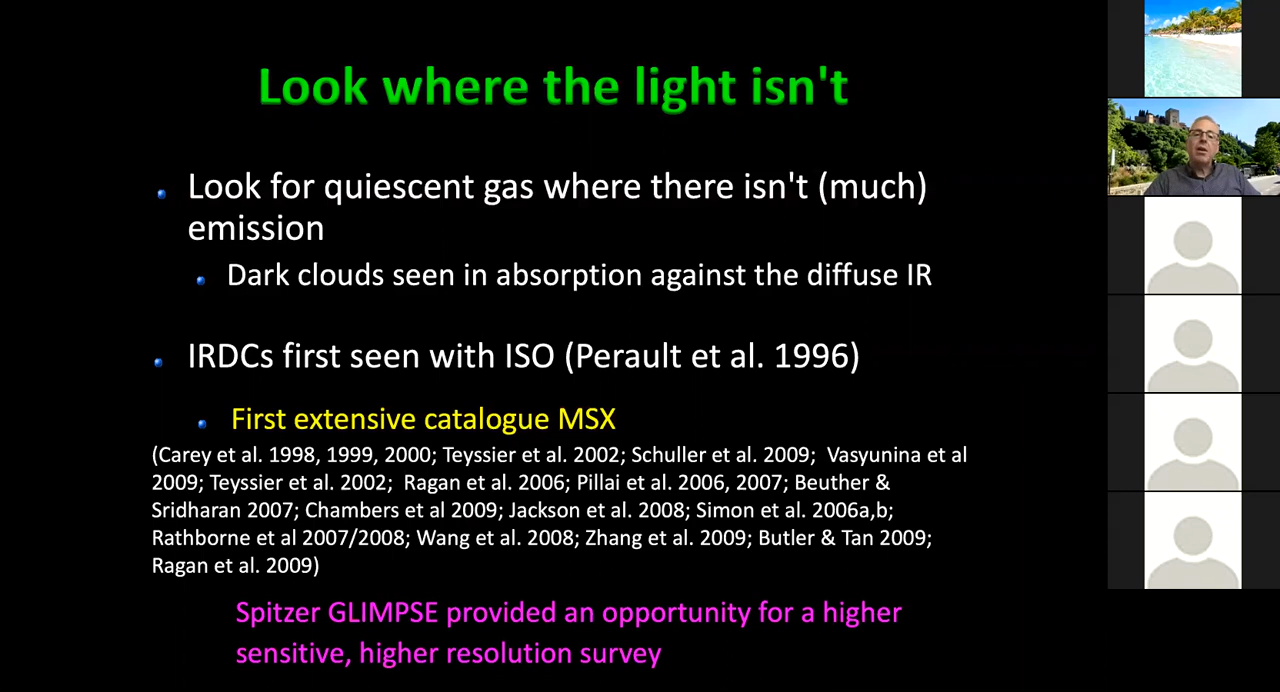 Look where the light isn't
Look for quiescent gas where there isn't (much)
emission
Dark clouds seen in absorption against the diffuse IR
IRDCs first seen with ISO (Perault et al. 1996)
First extensive catalogue MSX
(Carey et al. 1998, 1999, 2000; Teyssier et al. 2002; Schuller et al. 2009;  Vasyunina et al
2009; Teyssier et al. 2002;  Ragan et al. 2006; Pillai et al. 2006, 2007; Beuther &
Sridharan 2007; Chambers et al 2009; Jackson et al. 2008; Simon et al. 2006a,b;
Rathborne et al 2007/2008; Wang et al. 2008; Zhang et al. 2009; Butler & Tan 2009;
Ragan et al. 2009)
Spitzer GLIMPSE provided an opportunity for a higher
sensitive, higher resolution survey